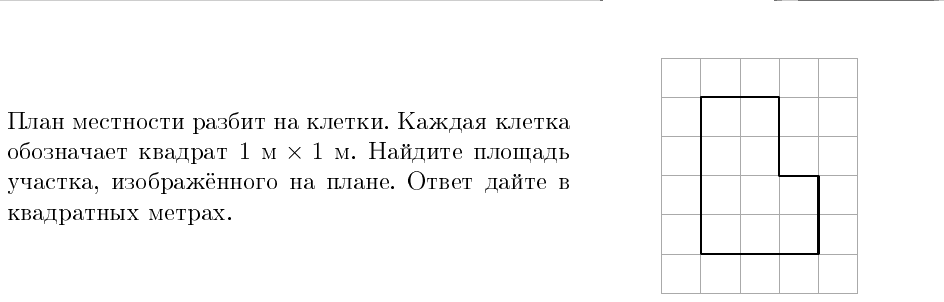 План местности разбит на клетки. Каждая клетка
обозначает квадрат 1 м × 1 м. Найдите площадь
участка, изображённого на плане. Ответ дайте в
квадратных метрах.